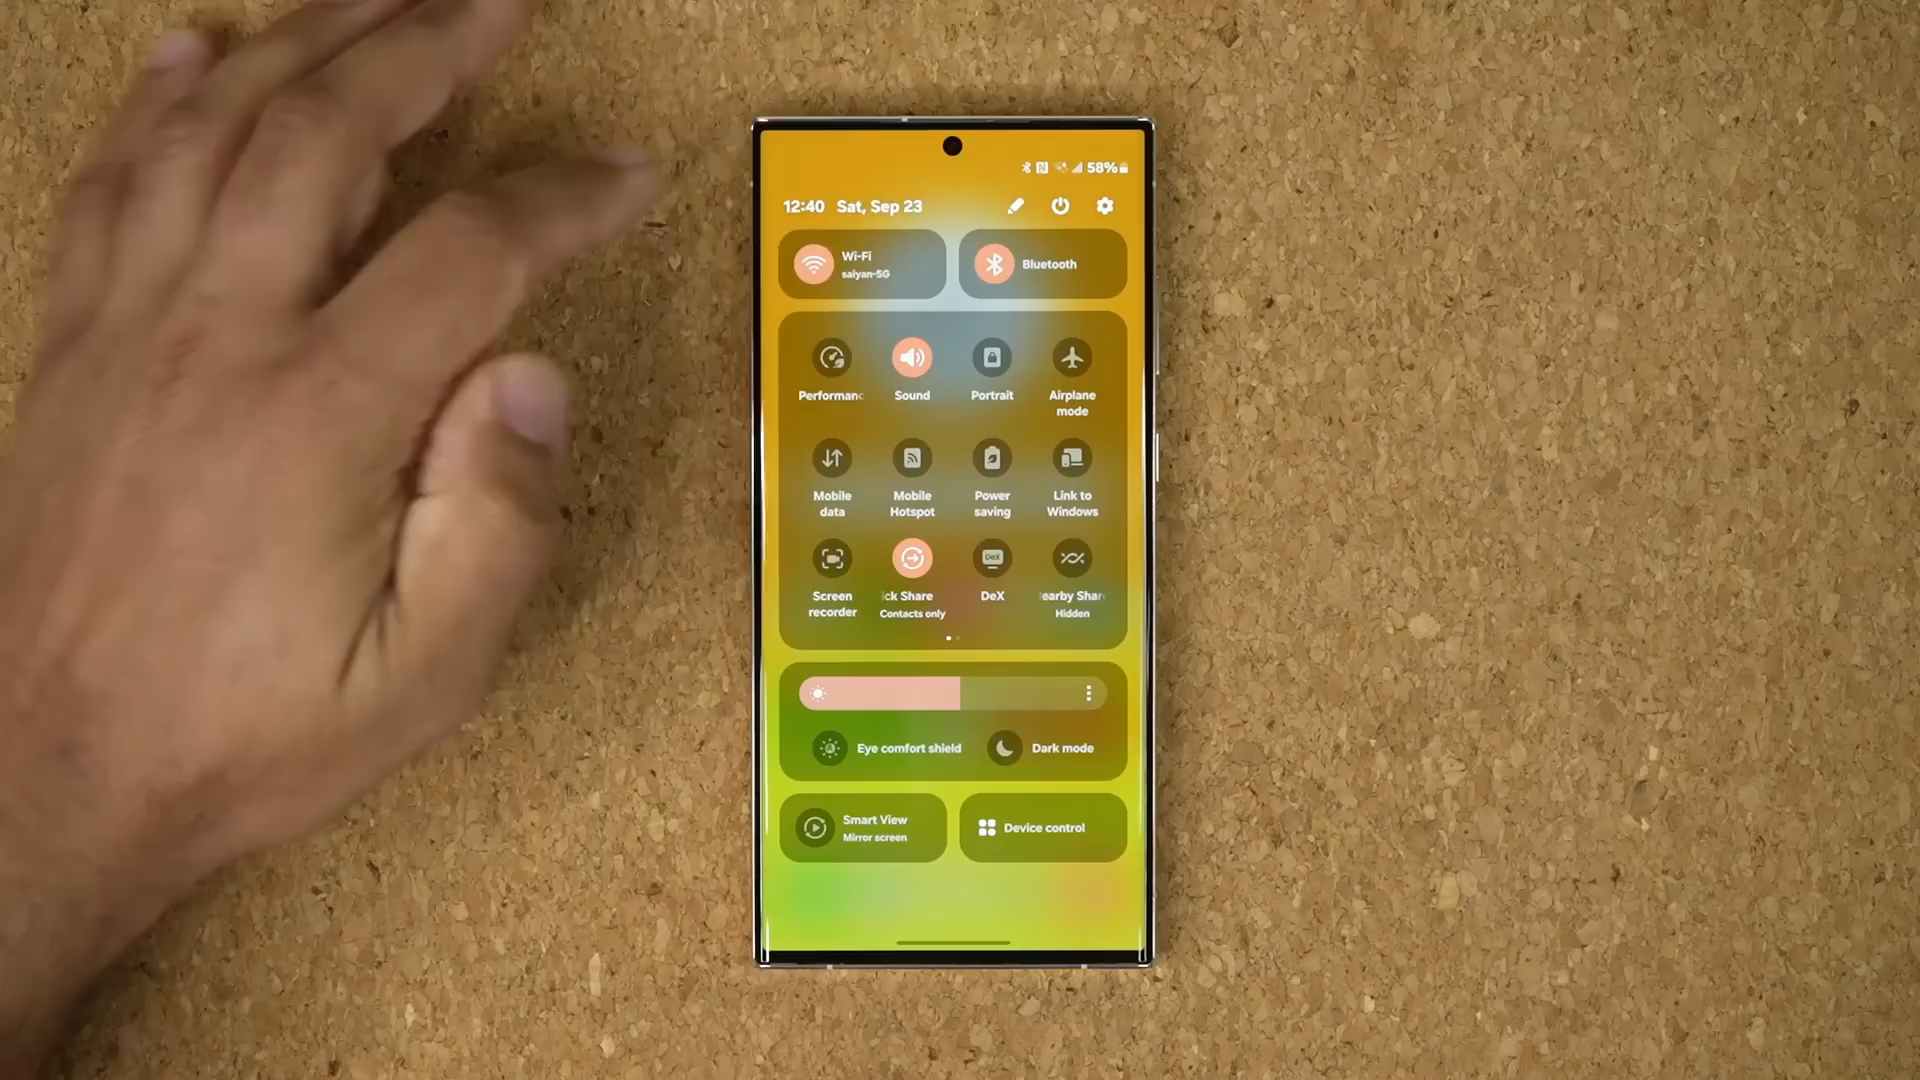 58%
12:40 Sat, Sep 23
Wi-Fi
saiyan-5G
Bluetooth
Performanc
Sound
Portrait
Airplane
mode
Mobile
data
Mobile
Hotspot
Power
saving
Link to
Windows
Screen
recorder
ick Share
Contacts only
DeX
DeX
earby Shar
Hidden
Eye comfort shield
Dark mode
Smart View
Mirror screen
Device control